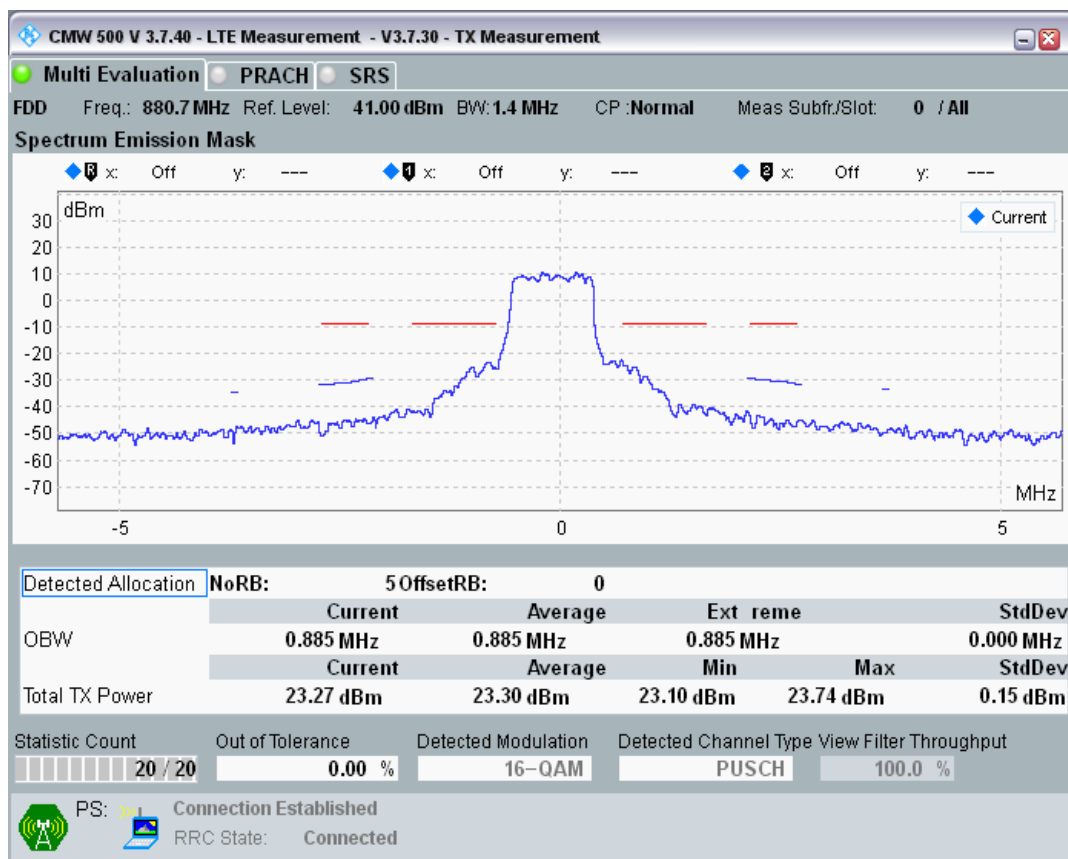 CMW 500 V 3.7.40 - LTE Measurement - V3.7.30 - TX Measurement
Multi Evaluation PRACH SRS
FDD Freq.: 880.7 MHz Ref. Level: 41.00 dBm BW: 1.4 MHz CP :Normal Meas Subfr./Slot: 0 / All
Spectrum Emission Mask
R x: Off y: --- 1 x: Off y: --- 2 x: Off y: ---
dBm
Current
30
20
10
0
-10
-20
-30
-40
-50
-60
-70
MHz
-5 0 5
Detected Allocation NoRB: 5 OffsetRB: 0
Current Average Ext reme StdDev
OBW 0.885 MHz 0.885 MHz 0.885 MHz 0.000 MHz
Current Average Min Max StdDev
Total TX Power 23.27 dBm 23.30 dBm 23.10 dBm 23.74 dBm 0.15 dBm
Statistic Count Out of Tolerance Detected Modulation Detected Channel Type View Filter Throughput
20 / 20 0.00 % 16-QAM PUSCH 100.0 %
PS: Connection Established
RRC State: Connected